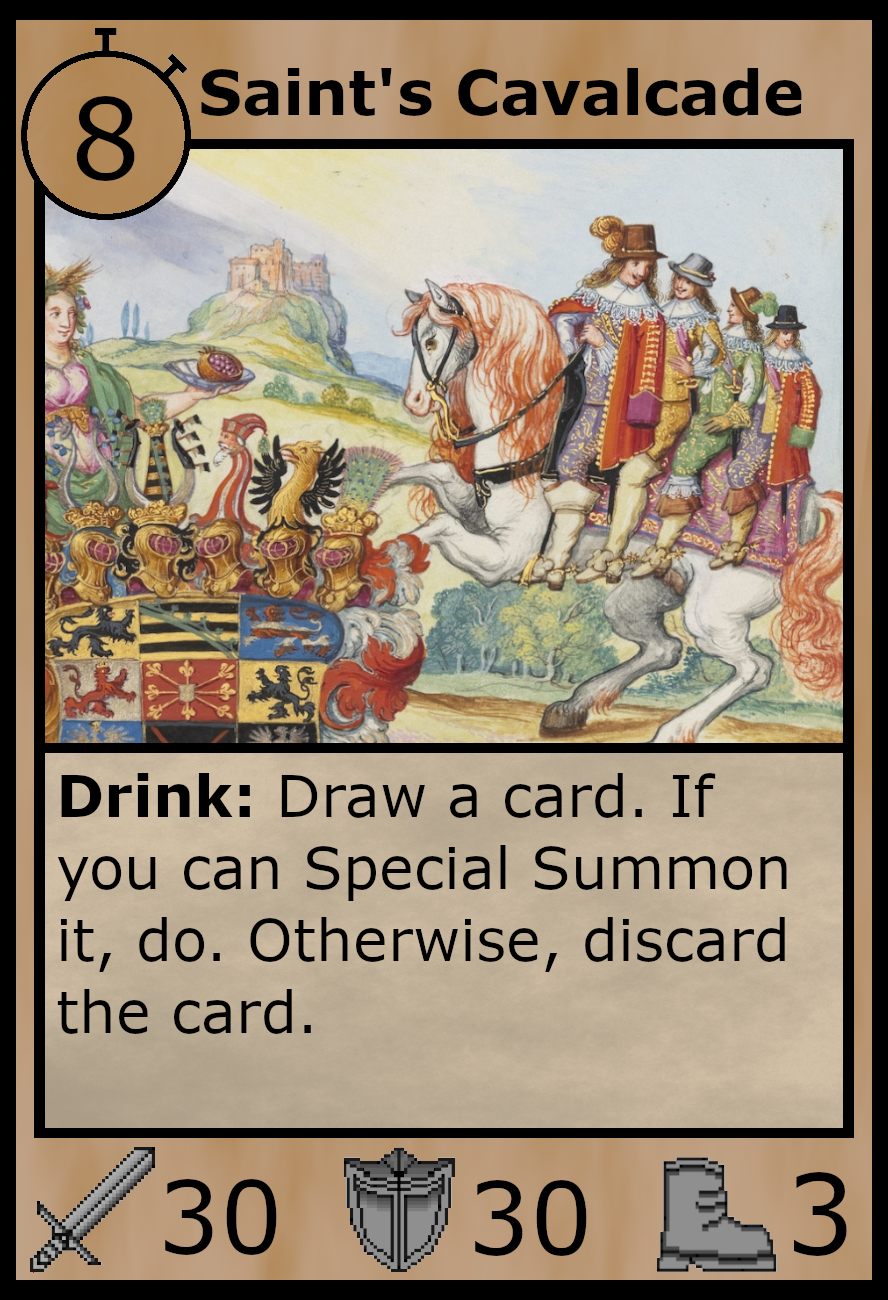 8
Saint's Cavalcade
Drink: Draw a card. If
you can Special Summon
it, do. Otherwise, discard
the card.
30
30
3